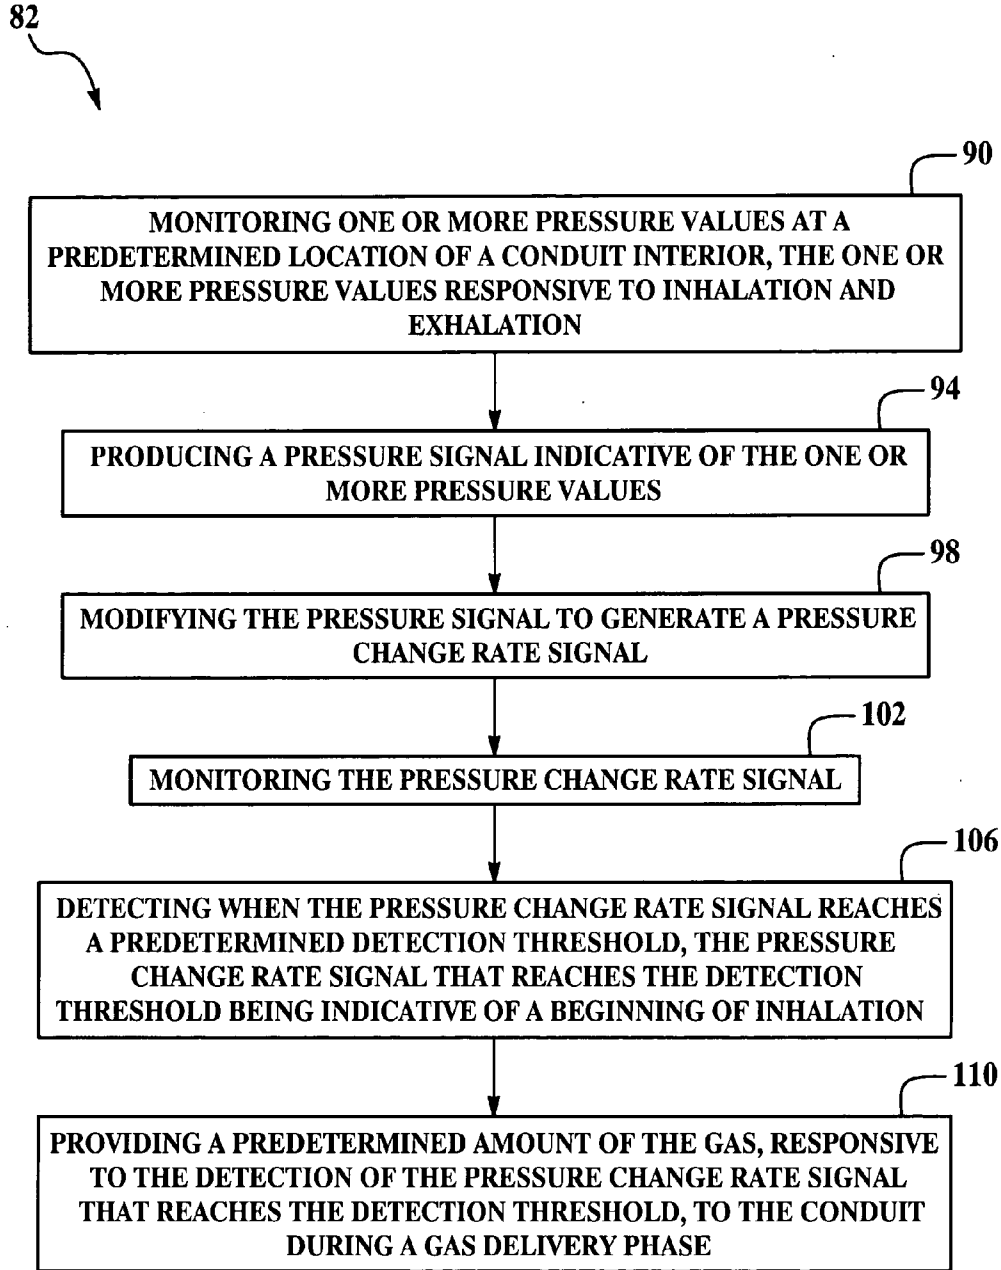 82
90
MONITORING ONE OR MORE PRESSURE VALUES AT A
PREDETERMINED LOCATION OF A CONDUIT INTERIOR, THE ONE OR
MORE PRESSURE VALUES RESPONSIVE TO INHALATION AND
EXHALATION
94
PRODUCING A PRESSURE SIGNAL INDICATIVE OF THE ONE OR
MORE PRESSURE VALUES
98
MODIFYING THE PRESSURE SIGNAL TO GENERATE A PRESSURE
CHANGE RATE SIGNAL
102
MONITORING THE PRESSURE CHANGE RATE SIGNAL
106
DETECTING WHEN THE PRESSURE CHANGE RATE SIGNAL REACHES
A PREDETERMINED DETECTION THRESHOLD, THE PRESSURE
CHANGE RATE SIGNAL THAT REACHES THE DETECTION
THRESHOLD BEING INDICATIVE OF A BEGINNING OF INHALATION
110
PROVIDING A PREDETERMINED AMOUNT OF THE GAS, RESPONSIVE
TO THE DETECTION OF THE PRESSURE CHANGE RATE SIGNAL
THAT REACHES THE DETECTION THRESHOLD, TO THE CONDUIT
DURING A GAS DELIVERY PHASE